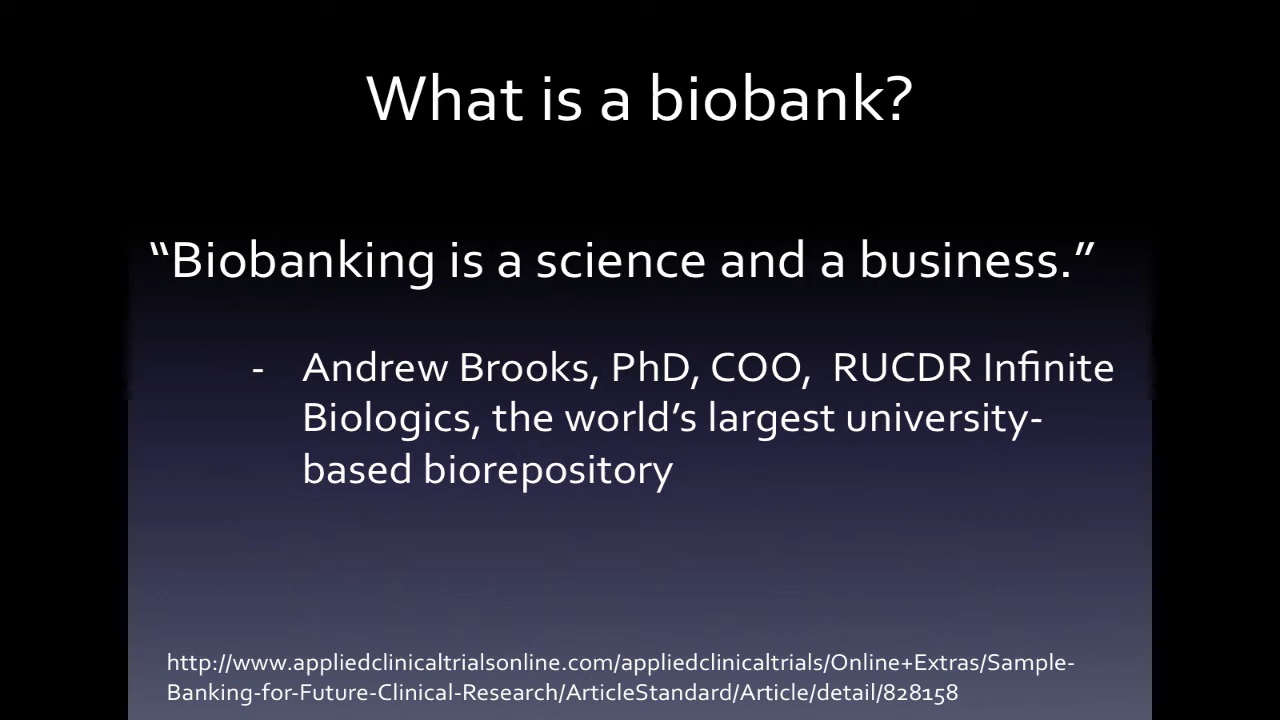 What is a biobank?
“Biobanking is a science and a business.”
- Andrew Brooks, PhD, COO, RUCDR Infinite
Biologics, the world’s largest university-
based biorepository
http://www.appliedclinicaltrialsonline.com/appliedclinicaltrials/Online+Extras/Sample-
Banking-for-Future-Clinical-Research/ArticleStandard/Article/detail/828158